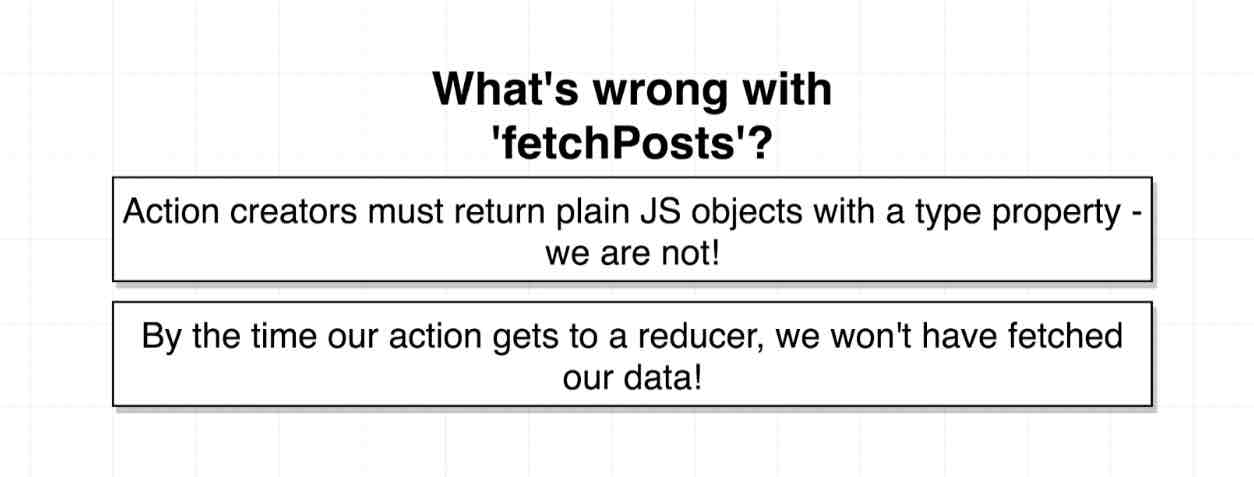 What's wrong with
'fetchPosts'?
Action creators must return plain JS objects with a type property -
we are not!
By the time our action gets to a reducer, we won't have fetched
our data!